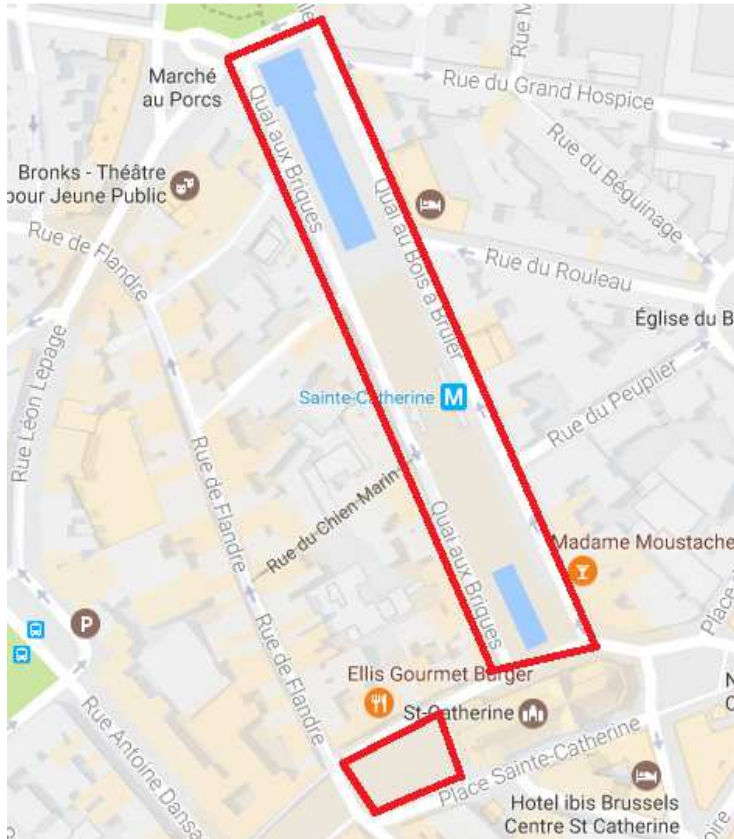 Marché
au Porcs
Rue du Grand Hospice
Quai aux Briques
Bronks - Théâtre
pour Jeune Public
Rue du Béguinage
Quai au Bois à Bruler
Rue de Flandre
Rue du Rouleau
Église du B
Rue Léon Lepage
Sainte-Catherine M
Rue du Peuplier
Rue de Flandre
Rue du Chien Marin
Quai aux Briques
Madame Moustache
P
Place
Rue de Flandre
Ellis Gourmet Burger
St-Catherine
Rue Antoine Dansa
Place Sainte-Catherine
Hotel ibis Brussels
Centre St Catherine